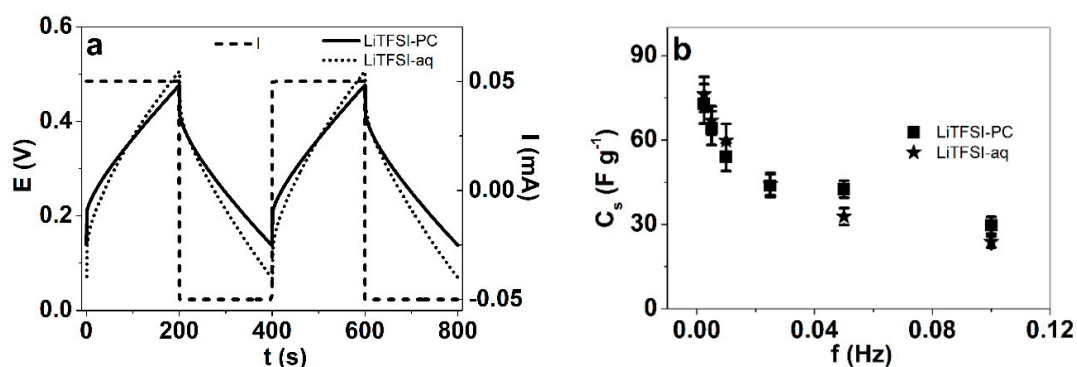 a
I
LiTFSI-PC
LiTFSI-aq
0.6
0.4
0.2
0.0
E (V)
0.05
0.00
-0.05
I (mA)
0 200 400 600 800
t (s)
b
LiTFSI-PC
LiTFSI-aq
90
60
30
0
Cs (F g-1)
0.00 0.04 0.08 0.12
f (Hz)